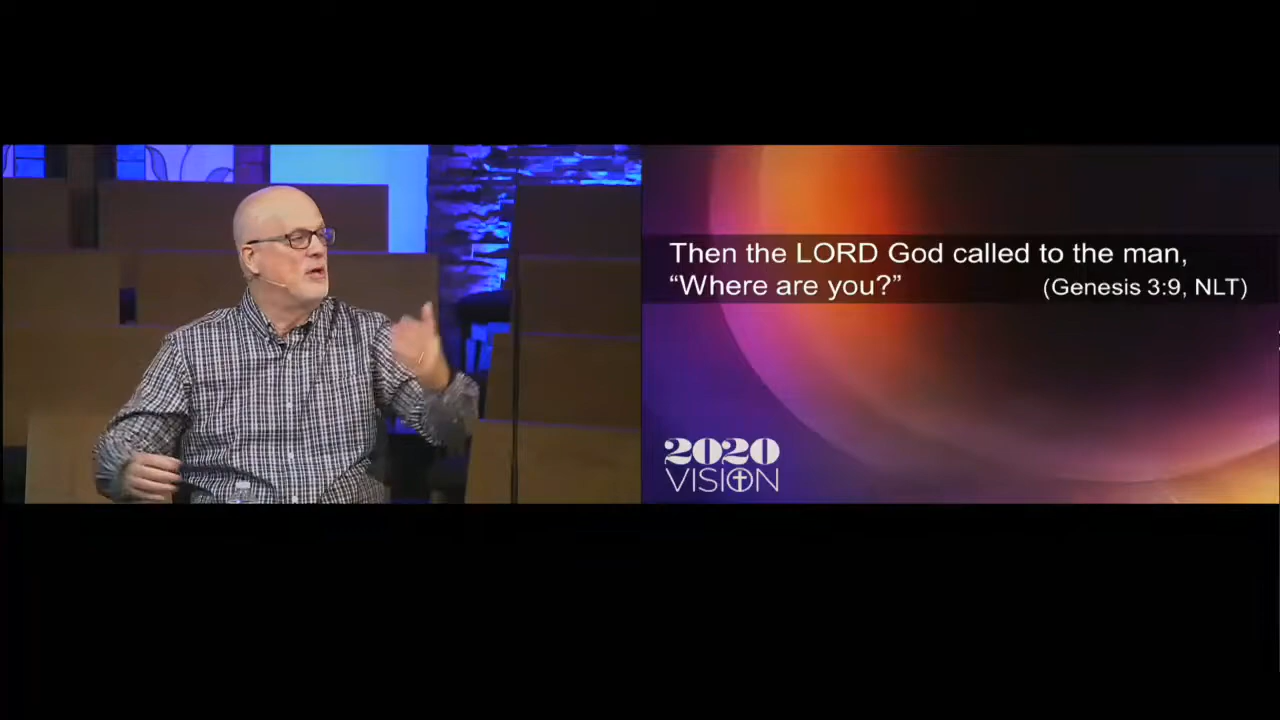 Then the LORD God called to the man,
“Where are you?” (Genesis 3:9, NLT)
2020
VISION